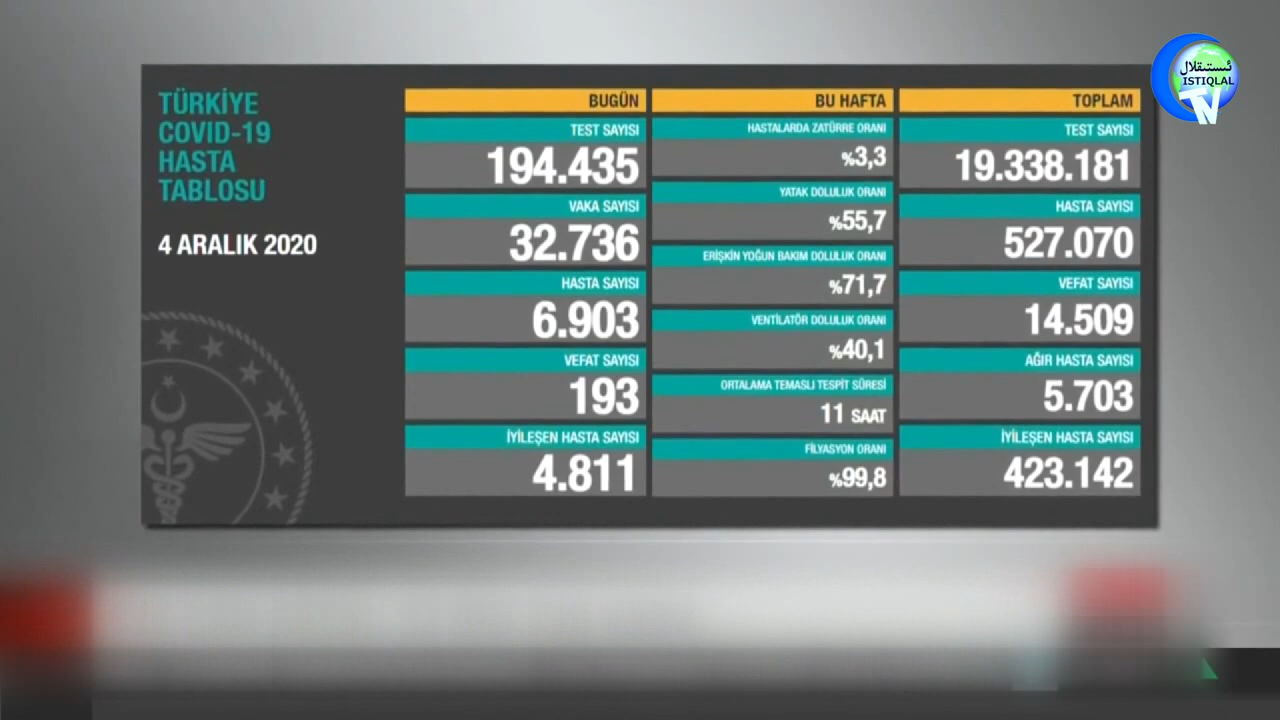 TÜRKİYE
COVID-19
HASTA
TABLOSU
4 ARALIK 2020
BUGÜN
TEST SAYISI
194.435
VAKA SAYISI
32.736
HASTA SAYISI
6.903
VEFAT SAYISI
193
İYİLEŞEN HASTA SAYISI
4.811
BU HAFTA
HASTALARDA ZATÜRRE ORANI
%3,3
YATAK DOLULUK ORANI
%55,7
ERİŞKİN YOĞUN BAKIM DOLULUK ORANI
%71,7
VENTİLATÖR DOLULUK ORANI
%40,1
ORTALAMA TEMASLI TESPİT SÜRESİ
11 SAAT
FİLYASYON ORANI
%99,8
TOPLAM
TEST SAYISI
19.338.181
HASTA SAYISI
527.070
VEFAT SAYISI
14.509
AĞIR HASTA SAYISI
5.703
İYİLEŞEN HASTA SAYISI
423.142
ئىستىقلال
ISTIQLAL
TV